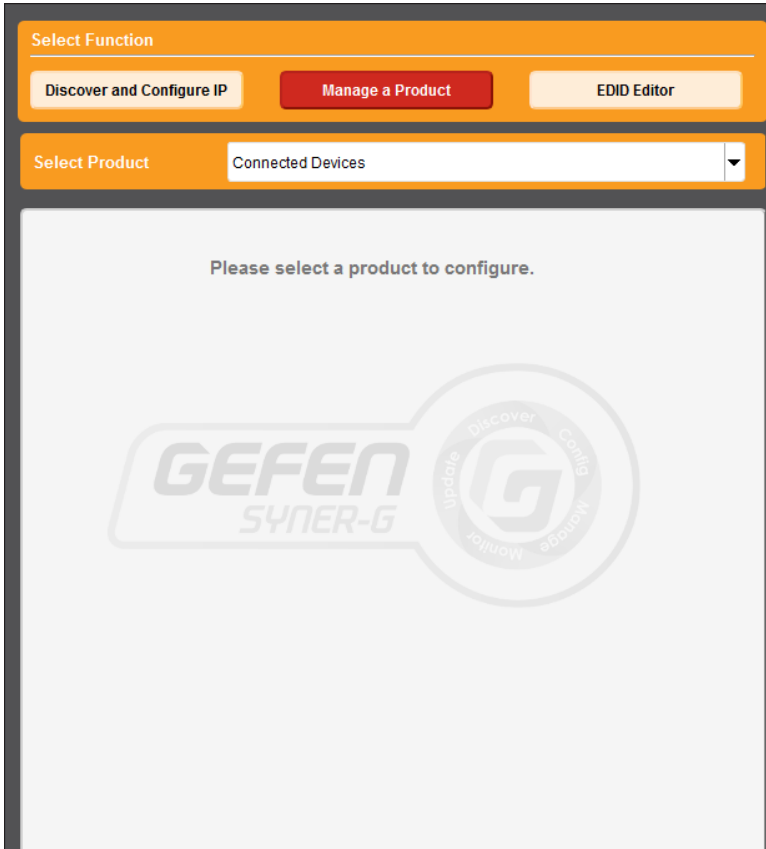 Select Function
Discover and Configure IP Manage a Product EDID Editor
Select Product Connected Devices
Please select a product to configure.
GEFEN
SYNER-G
Discover Config Manage Monitor Update
G